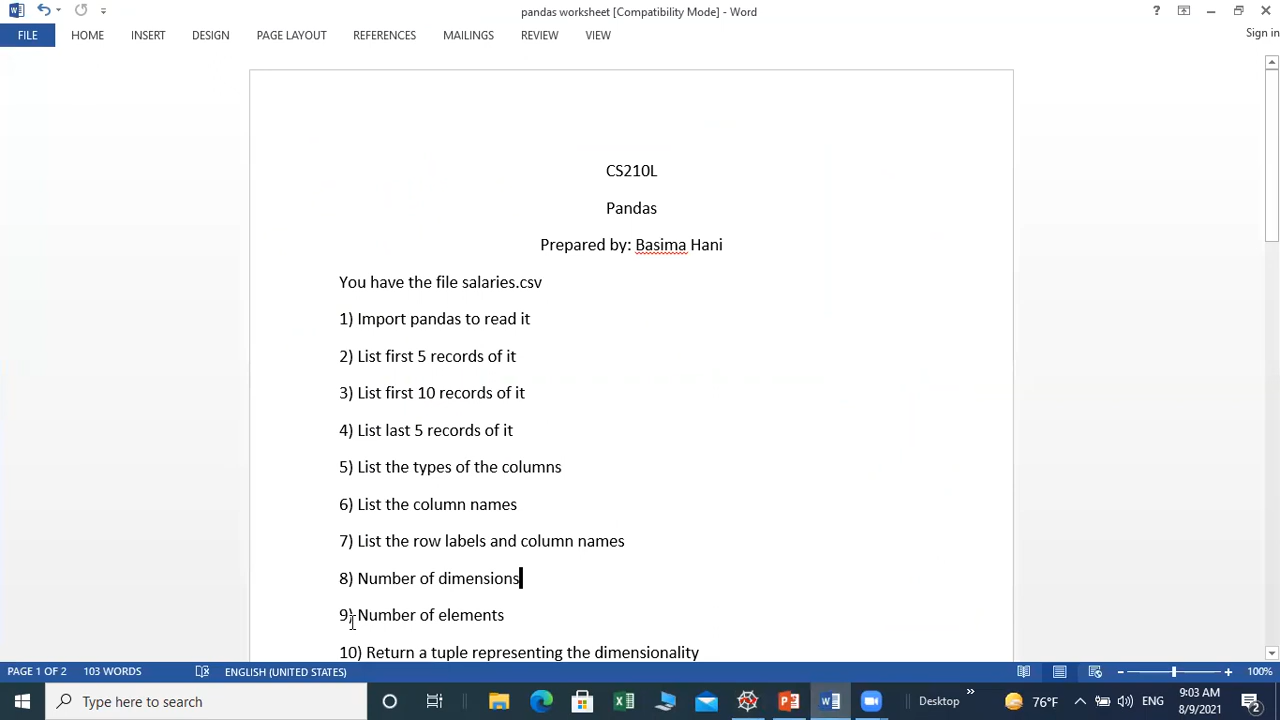 pandas worksheet [Compatibility Mode] - Word
FILE HOME INSERT DESIGN PAGE LAYOUT REFERENCES MAILINGS REVIEW VIEW
Sign in
CS210L
Pandas
Prepared by: Basima Hani
You have the file salaries.csv
1) Import pandas to read it
2) List first 5 records of it
3) List first 10 records of it
4) List last 5 records of it
5) List the types of the columns
6) List the column names
7) List the row labels and column names
8) Number of dimensions
9) Number of elements
10) Return a tuple representing the dimensionality
PAGE 1 OF 2 103 WORDS ENGLISH (UNITED STATES) 100%
Type here to search
Desktop
76°F
ENG
9:03 AM
8/9/2021
2